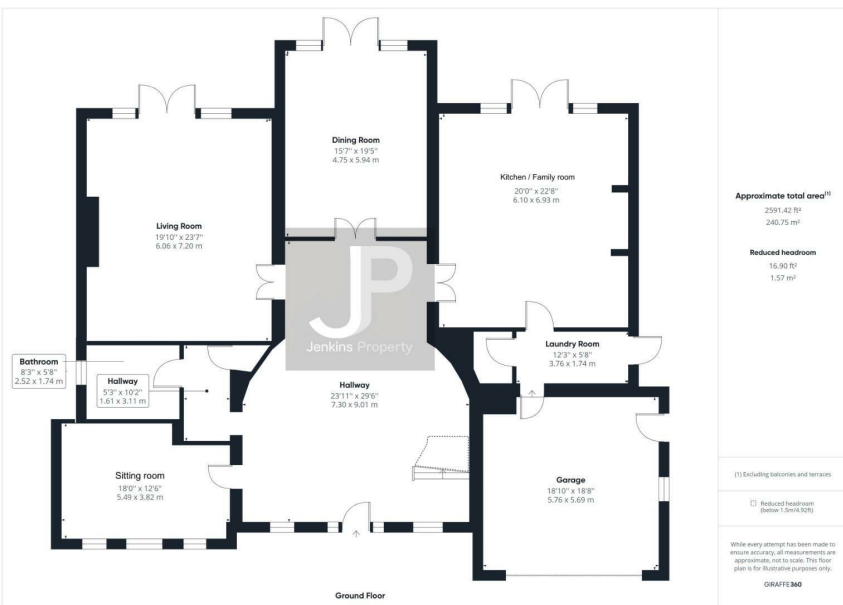 Dining Room
15'7" x 19'5"
4.75 x 5.94 m
Kitchen / Family room
20'0" x 22'8"
6.10 x 6.93 m
Living Room
19'10" x 23'7"
6.06 x 7.20 m
JP
Jenkins Property
Laundry Room
12'3" x 5'8"
3.76 x 1.74 m
Bathroom
8'3" x 5'8"
2.52 x 1.74 m
Hallway
5'3" x 10'2"
1.61 x 3.11 m
Hallway
23'11" x 29'6"
7.30 x 9.01 m
Sitting room
18'0" x 12'6"
5.49 x 3.82 m
Garage
18'10" x 18'8"
5.76 x 5.69 m
Ground Floor
Approximate total area(1)
2591.42 ft²
240.75 m²
Reduced headroom
16.90 ft²
1.57 m²
(1) Excluding balconies and terraces
Reduced headroom
(below 1.5m/4.92ft)
While every attempt has been made to
ensure accuracy, all measurements are
approximate, not to scale. This floor
plan is for illustrative purposes only.
GIRAFFE360